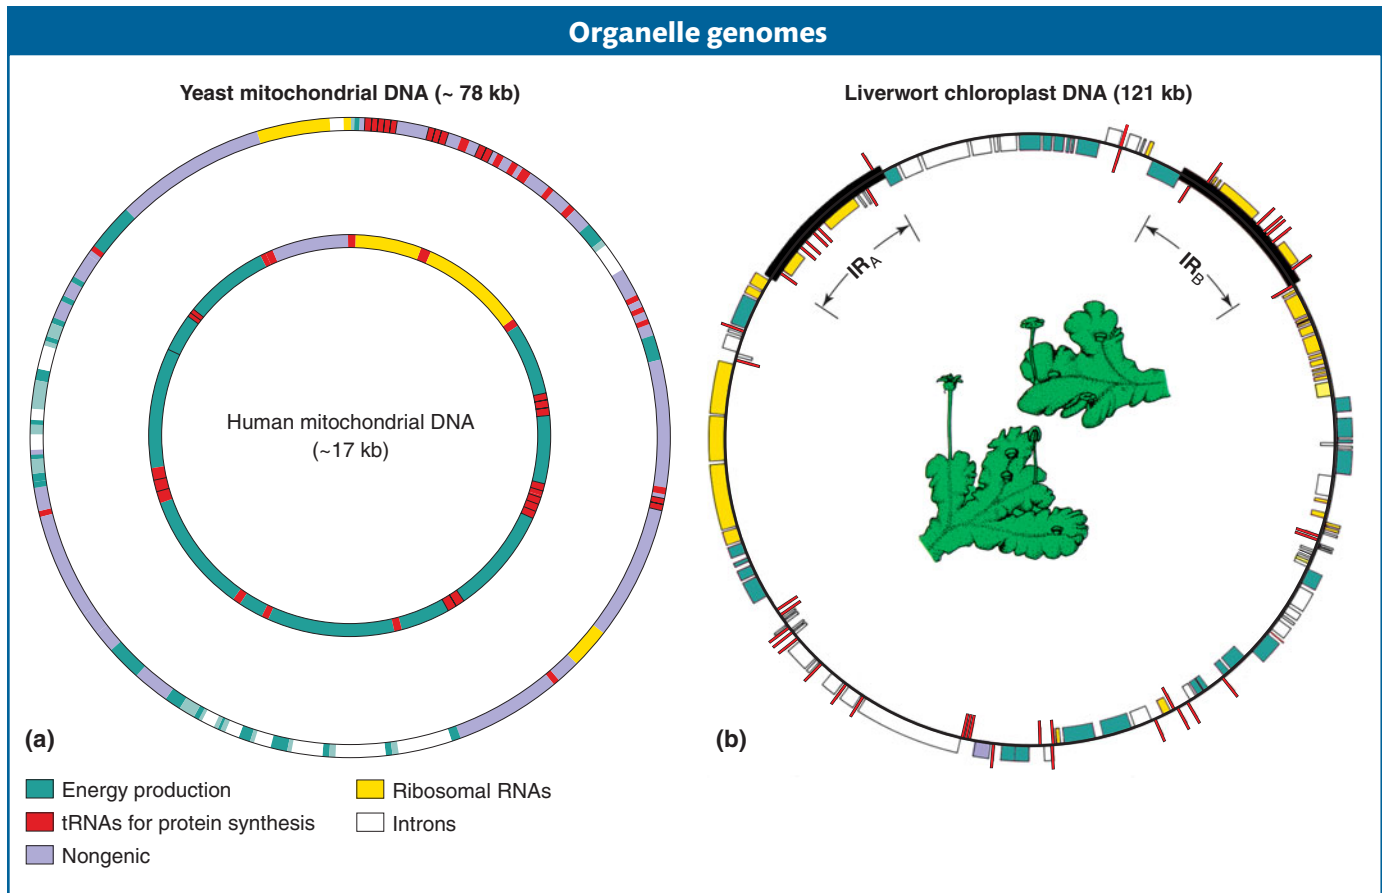 Organelle genomes
Yeast mitochondrial DNA (~ 78 kb)
Human mitochondrial DNA
(~17 kb)
(a)
Liverwort chloroplast DNA (121 kb)
IRA
IRB
(b)
Energy production
tRNAs for protein synthesis
Nongenic
Ribosomal RNAs
Introns